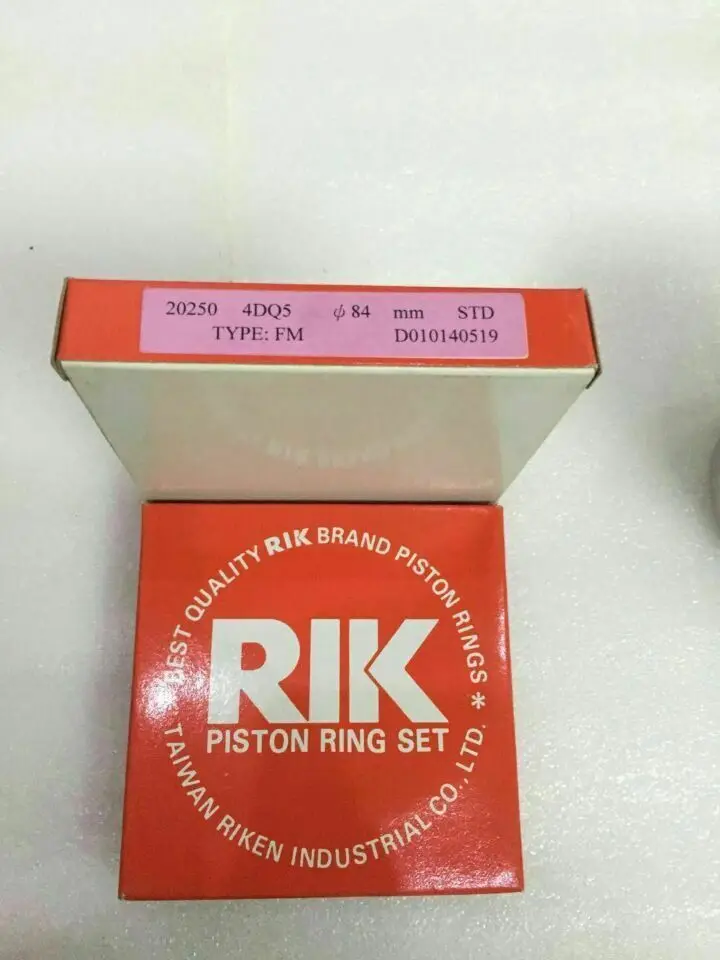 20250 4DQ5 φ 84 mm STD
TYPE: FM D010140519
BEST QUALITY RIK BRAND PISTON RINGS *
RIK
PISTON RING SET
TAIWAN RIKEN INDUSTRIAL CO., LTD.